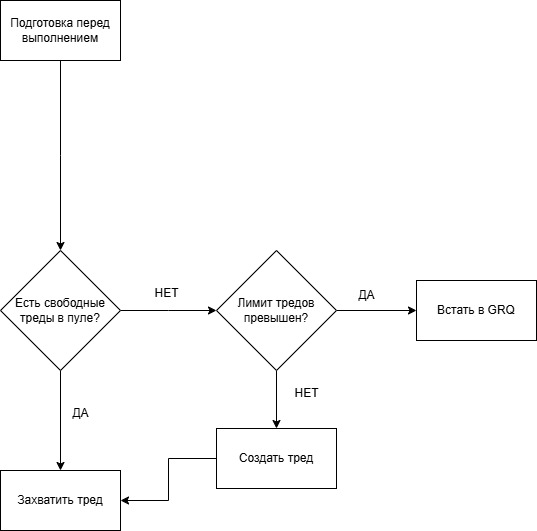 Подготовка перед
выполнением
Есть свободные
треды в пуле?
НЕТ
Лимит тредов
превышен?
ДА
Встать в GRQ
НЕТ
ДА
Создать тред
Захватить тред